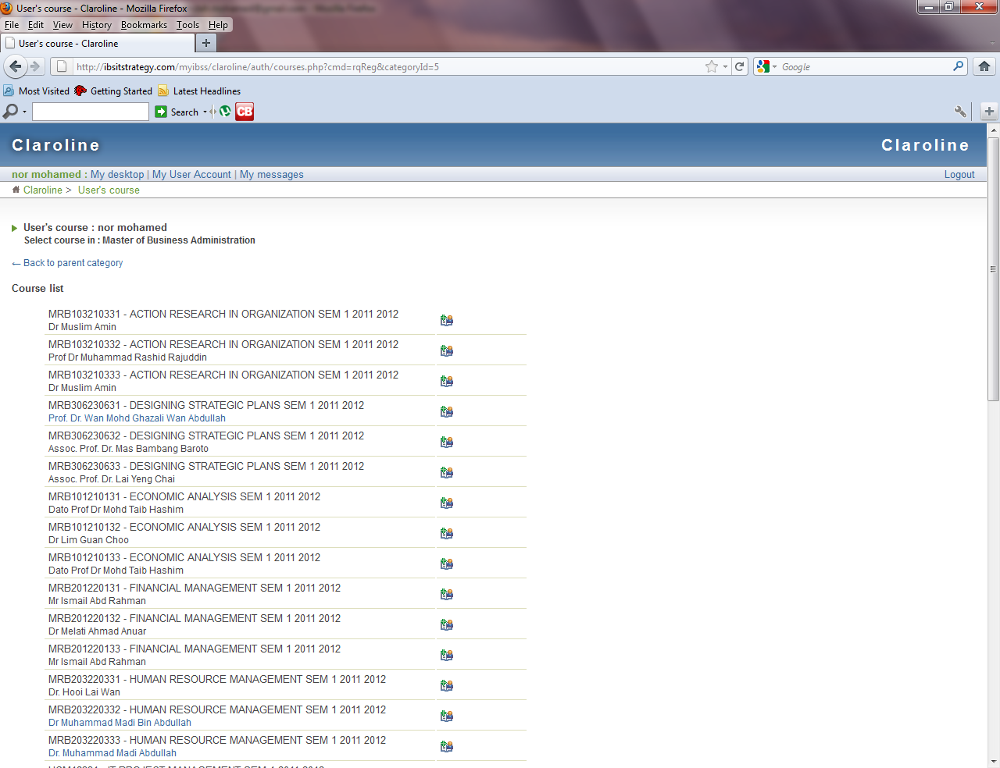 User's course - Claroline - Mozilla Firefox
File Edit View History Bookmarks Tools Help
User's course - Claroline
http://ibsitstrategy.com/myibss/claroline/auth/courses.php?cmd=rqReg&categoryId=5
Google
Most Visited Getting Started Latest Headlines
Search CB
Claroline Claroline
nor mohamed : My desktop | My User Account | My messages Logout
Claroline > User's course
User's course : nor mohamed
Select course in : Master of Business Administration
← Back to parent category
Course list
MRB103210331 - ACTION RESEARCH IN ORGANIZATION SEM 1 2011 2012
Dr Muslim Amin
MRB103210332 - ACTION RESEARCH IN ORGANIZATION SEM 1 2011 2012
Prof Dr Muhammad Rashid Rajuddin
MRB103210333 - ACTION RESEARCH IN ORGANIZATION SEM 1 2011 2012
Dr Muslim Amin
MRB306230631 - DESIGNING STRATEGIC PLANS SEM 1 2011 2012
Prof. Dr. Wan Mohd Ghazali Wan Abdullah
MRB306230632 - DESIGNING STRATEGIC PLANS SEM 1 2011 2012
Assoc. Prof. Dr. Mas Bambang Baroto
MRB306230633 - DESIGNING STRATEGIC PLANS SEM 1 2011 2012
Assoc. Prof. Dr. Lai Yeng Chai
MRB101210131 - ECONOMIC ANALYSIS SEM 1 2011 2012
Dato Prof Dr Mohd Taib Hashim
MRB101210132 - ECONOMIC ANALYSIS SEM 1 2011 2012
Dr Lim Guan Choo
MRB101210133 - ECONOMIC ANALYSIS SEM 1 2011 2012
Dato Prof Dr Mohd Taib Hashim
MRB201220131 - FINANCIAL MANAGEMENT SEM 1 2011 2012
Mr Ismail Abd Rahman
MRB201220132 - FINANCIAL MANAGEMENT SEM 1 2011 2012
Dr Melati Ahmad Anuar
MRB201220133 - FINANCIAL MANAGEMENT SEM 1 2011 2012
Mr Ismail Abd Rahman
MRB203220331 - HUMAN RESOURCE MANAGEMENT SEM 1 2011 2012
Dr. Hooi Lai Wan
MRB203220332 - HUMAN RESOURCE MANAGEMENT SEM 1 2011 2012
Dr Muhammad Madi Bin Abdullah
MRB203220333 - HUMAN RESOURCE MANAGEMENT SEM 1 2011 2012
Dr. Muhammad Madi Abdullah
IT PROJECT MANAGEMENT SEM 1 2011 2012